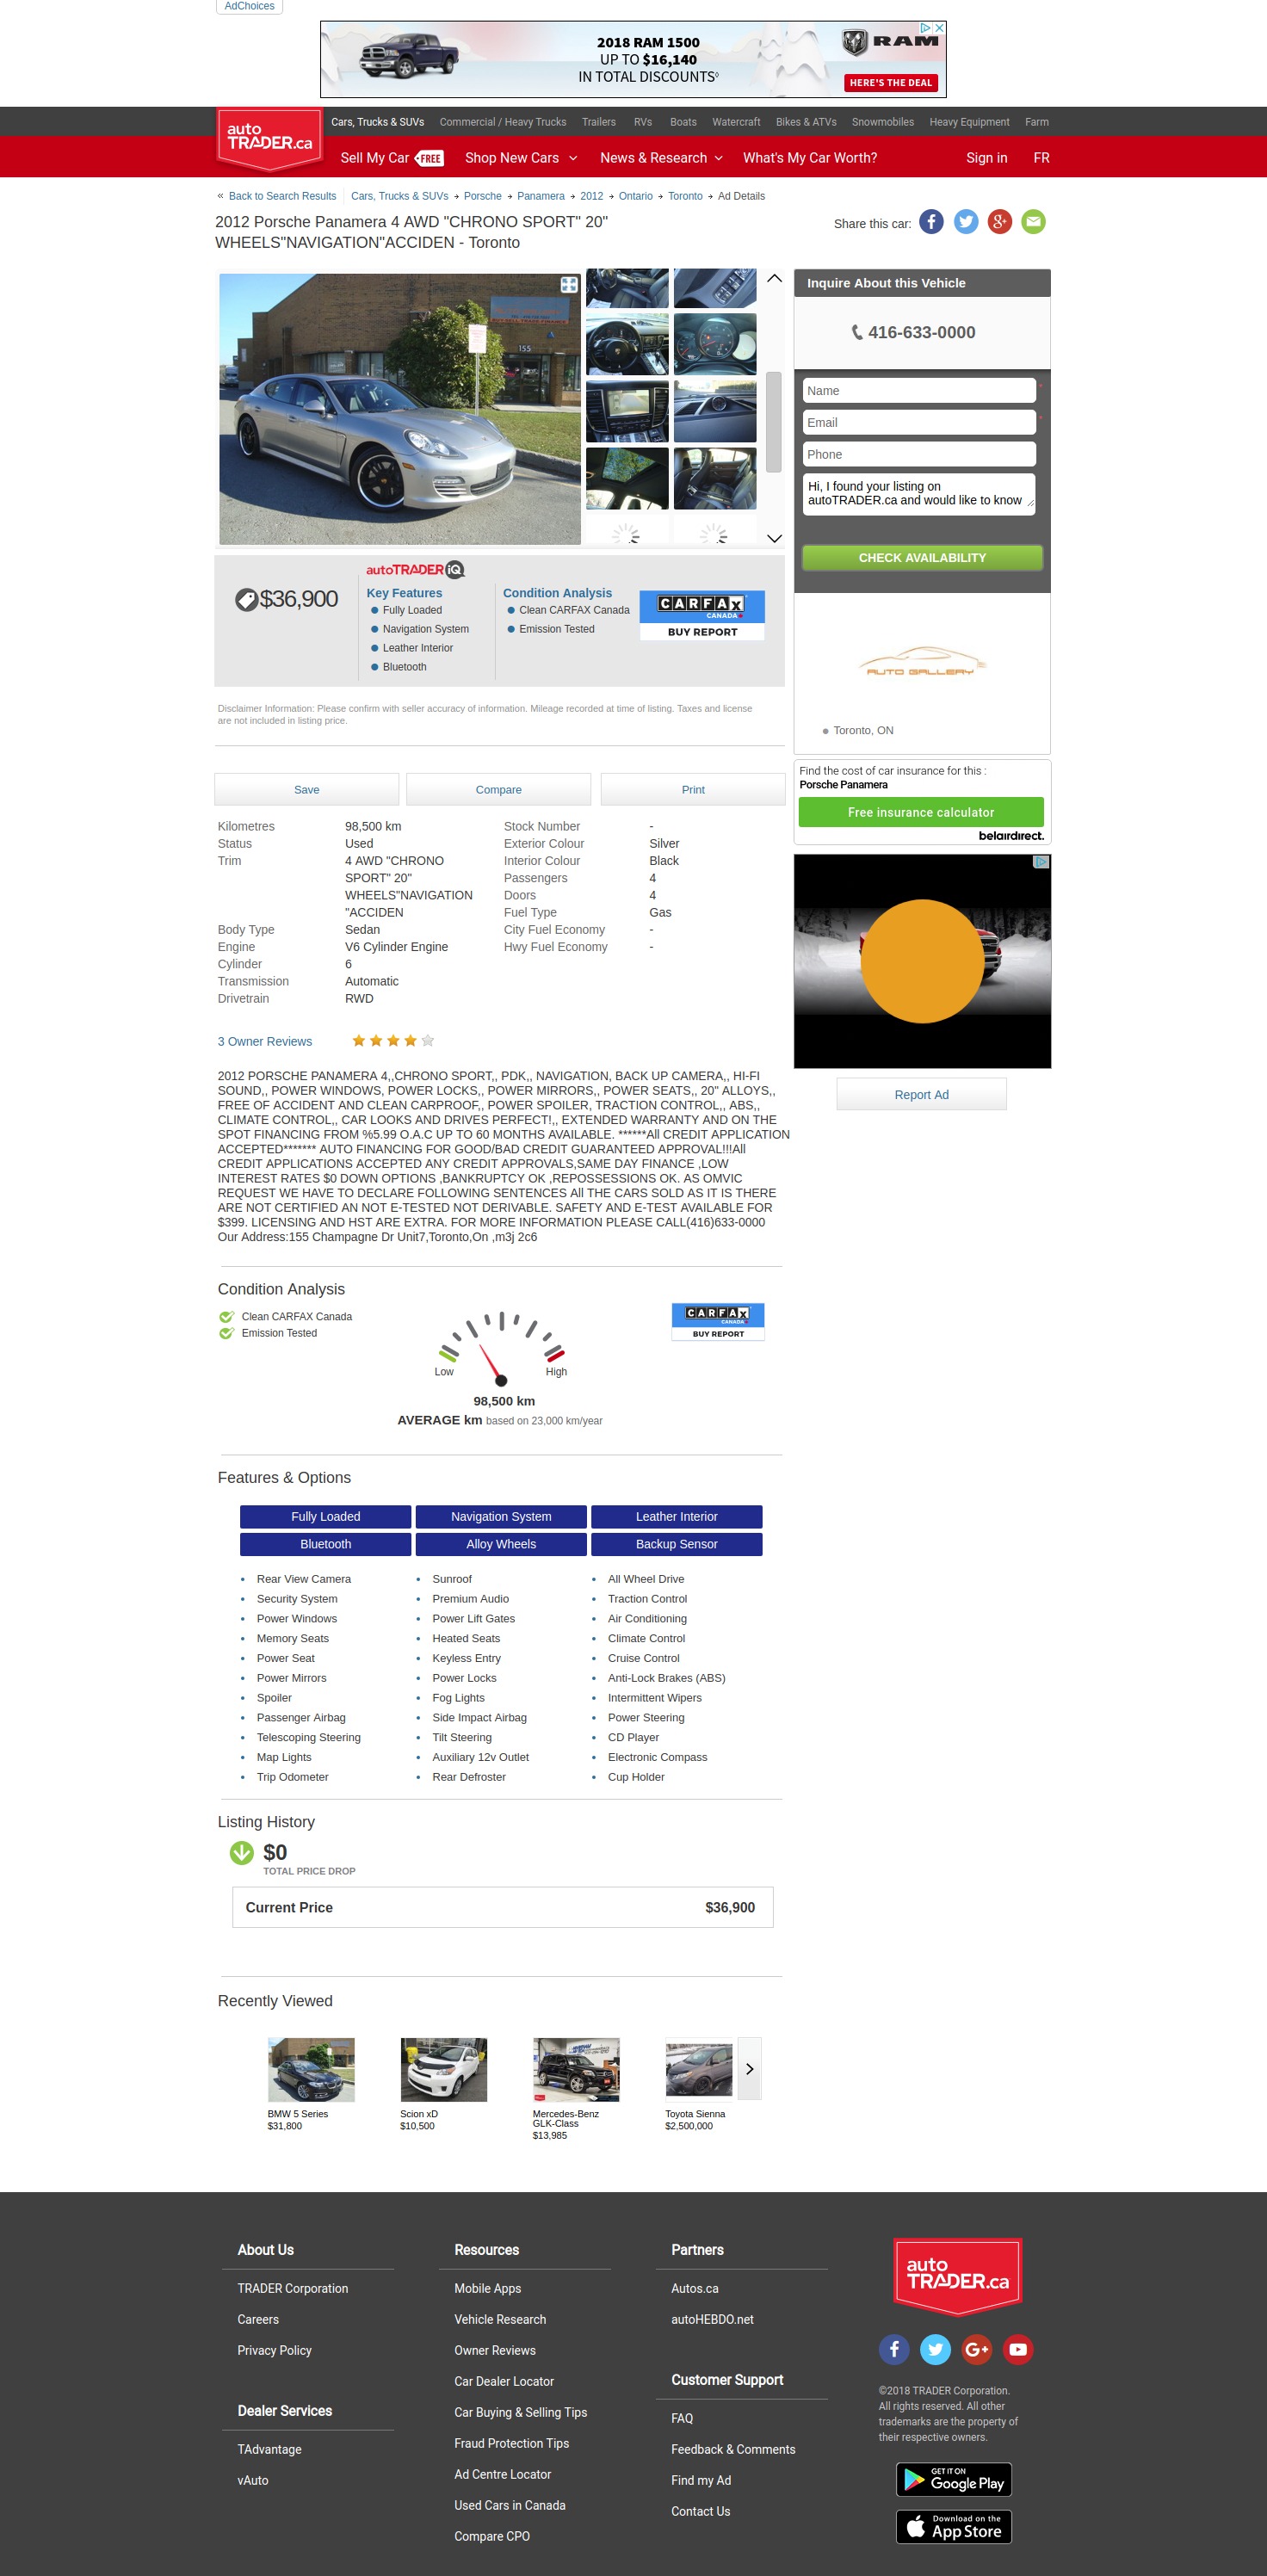 AdChoices
2018 RAM 1500
UP TO $16,140
IN TOTAL DISCOUNTS◊
RAM
HERE'S THE DEAL
auto
TRADER.ca
Cars, Trucks & SUVs Commercial / Heavy Trucks Trailers RVs Boats Watercraft Bikes & ATVs Snowmobiles Heavy Equipment Farm
Sell My Car FREE Shop New Cars News & Research What's My Car Worth? Sign in FR
« Back to Search Results Cars, Trucks & SUVs → Porsche → Panamera → 2012 → Ontario → Toronto → Ad Details
2012 Porsche Panamera 4 AWD "CHRONO SPORT" 20"
WHEELS"NAVIGATION"ACCIDEN - Toronto
Share this car:
155
Inquire About this Vehicle
416-633-0000
Name *
Email *
Phone
Hi, I found your listing on
autoTRADER.ca and would like to know
CHECK AVAILABILITY
AUTO GALLERY
Toronto, ON
$36,900
autoTRADER iQ
Key Features
Fully Loaded
Navigation System
Leather Interior
Bluetooth
Condition Analysis
Clean CARFAX Canada
Emission Tested
CARFAX
CANADA
BUY REPORT
Disclaimer Information: Please confirm with seller accuracy of information. Mileage recorded at time of listing. Taxes and license
are not included in listing price.
Find the cost of car insurance for this :
Porsche Panamera
Free insurance calculator
belairdirect.
Save Compare Print
Kilometres 98,500 km
Status Used
Trim 4 AWD "CHRONO
SPORT" 20"
WHEELS"NAVIGATION
"ACCIDEN
Body Type Sedan
Engine V6 Cylinder Engine
Cylinder 6
Transmission Automatic
Drivetrain RWD
Stock Number -
Exterior Colour Silver
Interior Colour Black
Passengers 4
Doors 4
Fuel Type Gas
City Fuel Economy -
Hwy Fuel Economy -
3 Owner Reviews
Report Ad
2012 PORSCHE PANAMERA 4,,CHRONO SPORT,, PDK,, NAVIGATION, BACK UP CAMERA,, HI-FI
SOUND,, POWER WINDOWS, POWER LOCKS,, POWER MIRRORS,, POWER SEATS,, 20" ALLOYS,,
FREE OF ACCIDENT AND CLEAN CARPROOF,, POWER SPOILER, TRACTION CONTROL,, ABS,,
CLIMATE CONTROL,, CAR LOOKS AND DRIVES PERFECT!,, EXTENDED WARRANTY AND ON THE
SPOT FINANCING FROM %5.99 O.A.C UP TO 60 MONTHS AVAILABLE. ******All CREDIT APPLICATION
ACCEPTED******* AUTO FINANCING FOR GOOD/BAD CREDIT GUARANTEED APPROVAL!!!All
CREDIT APPLICATIONS ACCEPTED ANY CREDIT APPROVALS,SAME DAY FINANCE ,LOW
INTEREST RATES $0 DOWN OPTIONS ,BANKRUPTCY OK ,REPOSSESSIONS OK. AS OMVIC
REQUEST WE HAVE TO DECLARE FOLLOWING SENTENCES All THE CARS SOLD AS IT IS THERE
ARE NOT CERTIFIED AN NOT E-TESTED NOT DERIVABLE. SAFETY AND E-TEST AVAILABLE FOR
$399. LICENSING AND HST ARE EXTRA. FOR MORE INFORMATION PLEASE CALL(416)633-0000
Our Address:155 Champagne Dr Unit7,Toronto,On ,m3j 2c6
Condition Analysis
Clean CARFAX Canada
Emission Tested
Low High
98,500 km
AVERAGE km based on 23,000 km/year
CARFAX
CANADA
BUY REPORT
Features & Options
Fully Loaded Navigation System Leather Interior
Bluetooth Alloy Wheels Backup Sensor
Rear View Camera Sunroof All Wheel Drive
Security System Premium Audio Traction Control
Power Windows Power Lift Gates Air Conditioning
Memory Seats Heated Seats Climate Control
Power Seat Keyless Entry Cruise Control
Power Mirrors Power Locks Anti-Lock Brakes (ABS)
Spoiler Fog Lights Intermittent Wipers
Passenger Airbag Side Impact Airbag Power Steering
Telescoping Steering Tilt Steering CD Player
Map Lights Auxiliary 12v Outlet Electronic Compass
Trip Odometer Rear Defroster Cup Holder
Listing History
$0
TOTAL PRICE DROP
Current Price $36,900
Recently Viewed
BMW 5 Series
$31,800
Scion xD
$10,500
Mercedes-Benz
GLK-Class
$13,985
Toyota Sienna
$2,500,000
About Us
TRADER Corporation
Careers
Privacy Policy
Dealer Services
TAdvantage
vAuto
Resources
Mobile Apps
Vehicle Research
Owner Reviews
Car Dealer Locator
Car Buying & Selling Tips
Fraud Protection Tips
Ad Centre Locator
Used Cars in Canada
Compare CPO
Partners
Autos.ca
autoHEBDO.net
Customer Support
FAQ
Feedback & Comments
Find my Ad
Contact Us
auto
TRADER.ca
©2018 TRADER Corporation.
All rights reserved. All other
trademarks are the property of
their respective owners.
GET IT ON
Google Play
Download on the
App Store